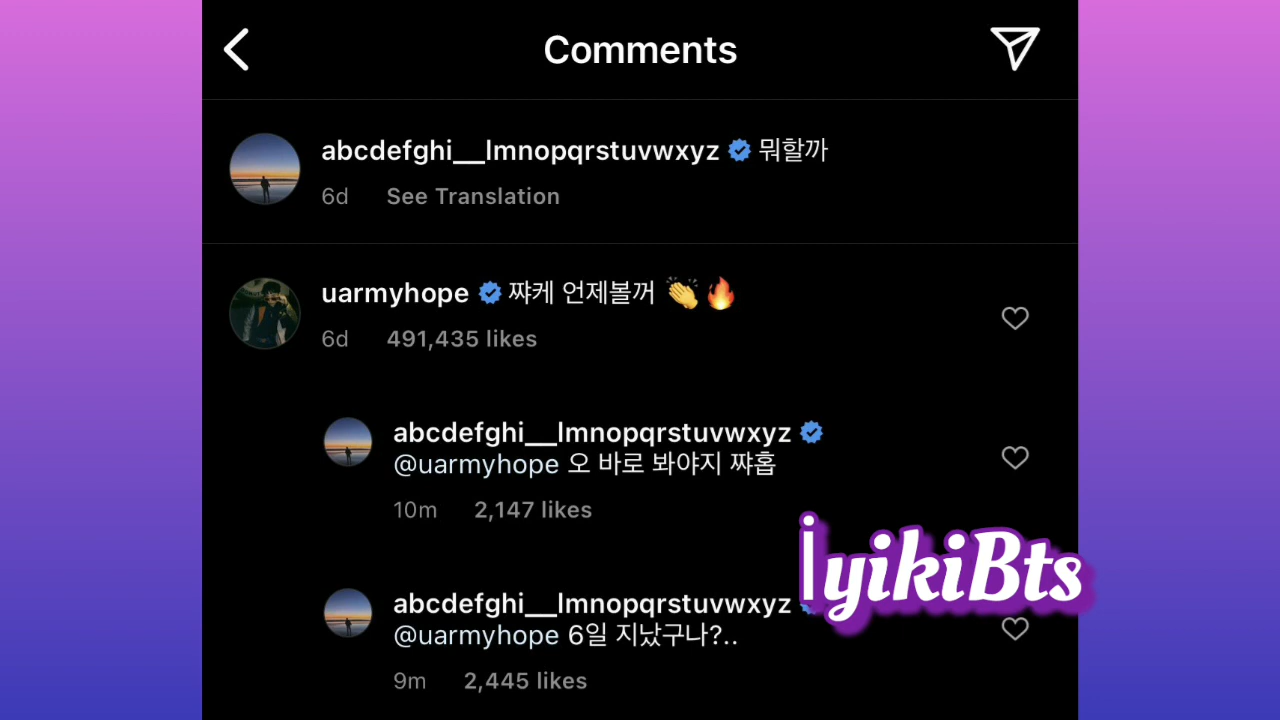 Comments
abcdefghi__lmnopqrstuvwxyz 뭐할까
6d See Translation
uarmyhope 쨔케 언제볼꺼 👏🔥
6d 491,435 likes
abcdefghi__lmnopqrstuvwxyz
@uarmyhope 오 바로 봐야지 쨔홉
10m 2,147 likes
İyikiBts
abcdefghi__lmnopqrstuvwxyz
@uarmyhope 6일 지났구나?..
9m 2,445 likes